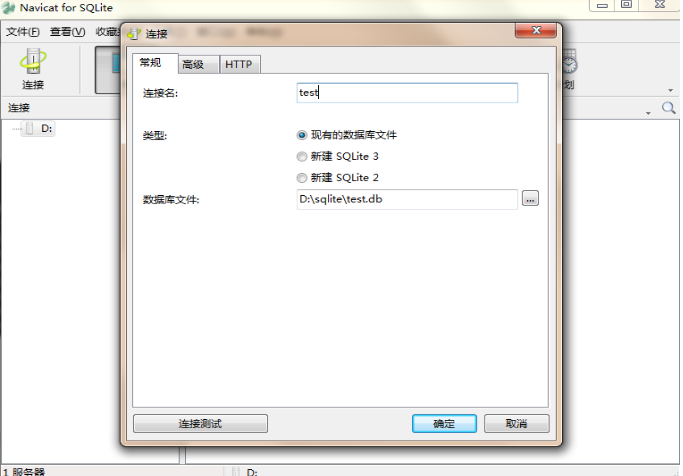 Navicat for SQLite
文件(F) 查看(V) 收藏
连接
常规 高级 HTTP
连接名: test
类型: 现有的数据库文件
新建 SQLite 3
新建 SQLite 2
数据库文件: D:\sqlite\test.db ...
连接测试 确定 取消
连接
划
连接
D:
1 服务器 D: